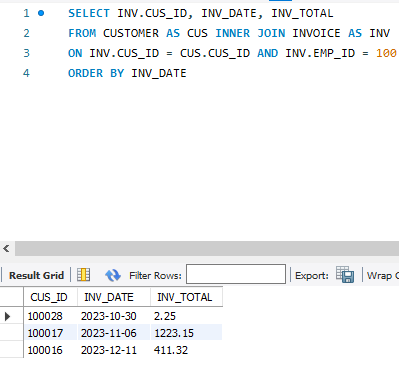 1 SELECT INV.CUS_ID, INV_DATE, INV_TOTAL
2 FROM CUSTOMER AS CUS INNER JOIN INVOICE AS INV
3 ON INV.CUS_ID = CUS.CUS_ID AND INV.EMP_ID = 100
4 ORDER BY INV_DATE
Result Grid Filter Rows: Export: Wrap C
CUS_ID INV_DATE INV_TOTAL
100028 2023-10-30 2.25
100017 2023-11-06 1223.15
100016 2023-12-11 411.32